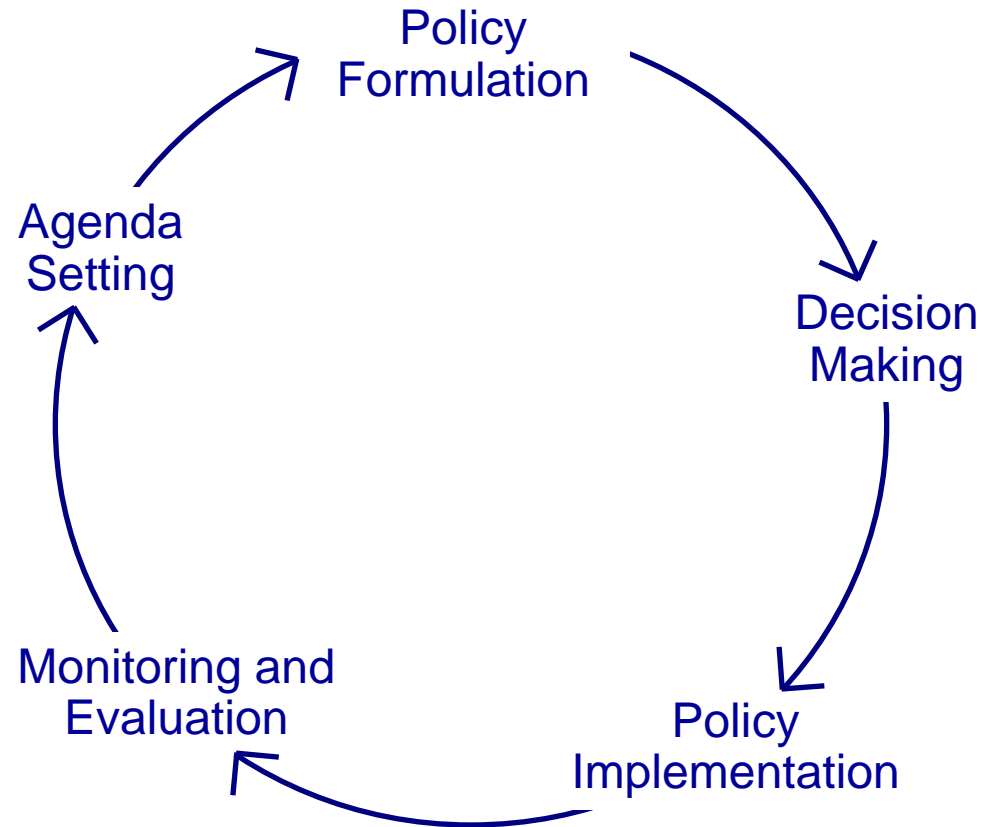 Policy
Formulation
Agenda
Setting
Decision
Making
Monitoring and
Evaluation
Policy
Implementation